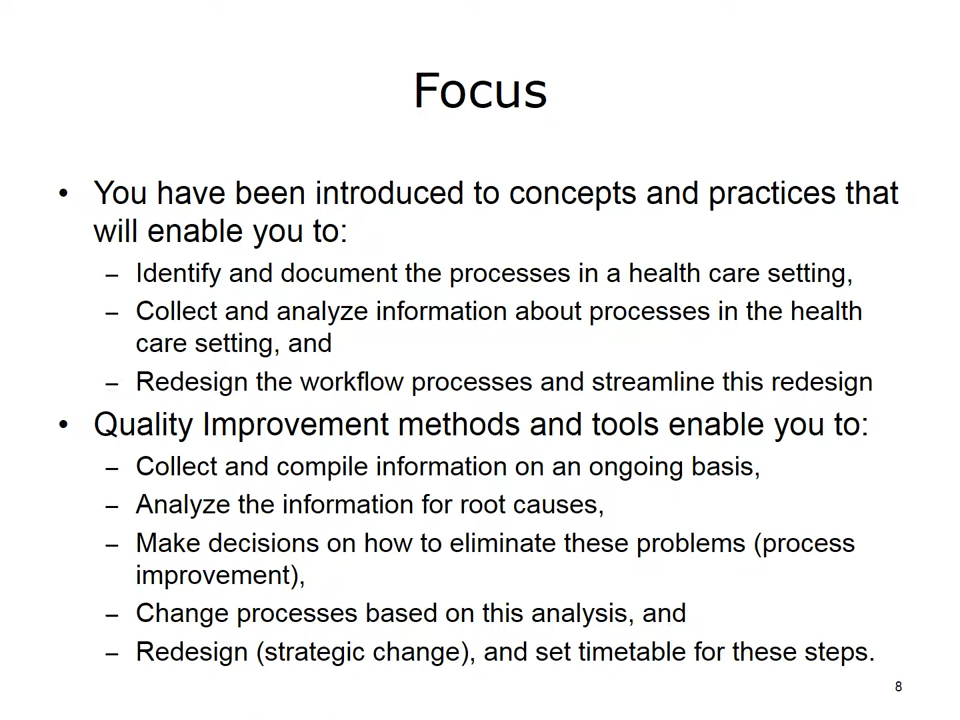 Focus
• You have been introduced to concepts and practices that
will enable you to:
– Identify and document the processes in a health care setting,
– Collect and analyze information about processes in the health
care setting, and
– Redesign the workflow processes and streamline this redesign
• Quality Improvement methods and tools enable you to:
– Collect and compile information on an ongoing basis,
– Analyze the information for root causes,
– Make decisions on how to eliminate these problems (process
improvement),
– Change processes based on this analysis, and
– Redesign (strategic change), and set timetable for these steps.
8